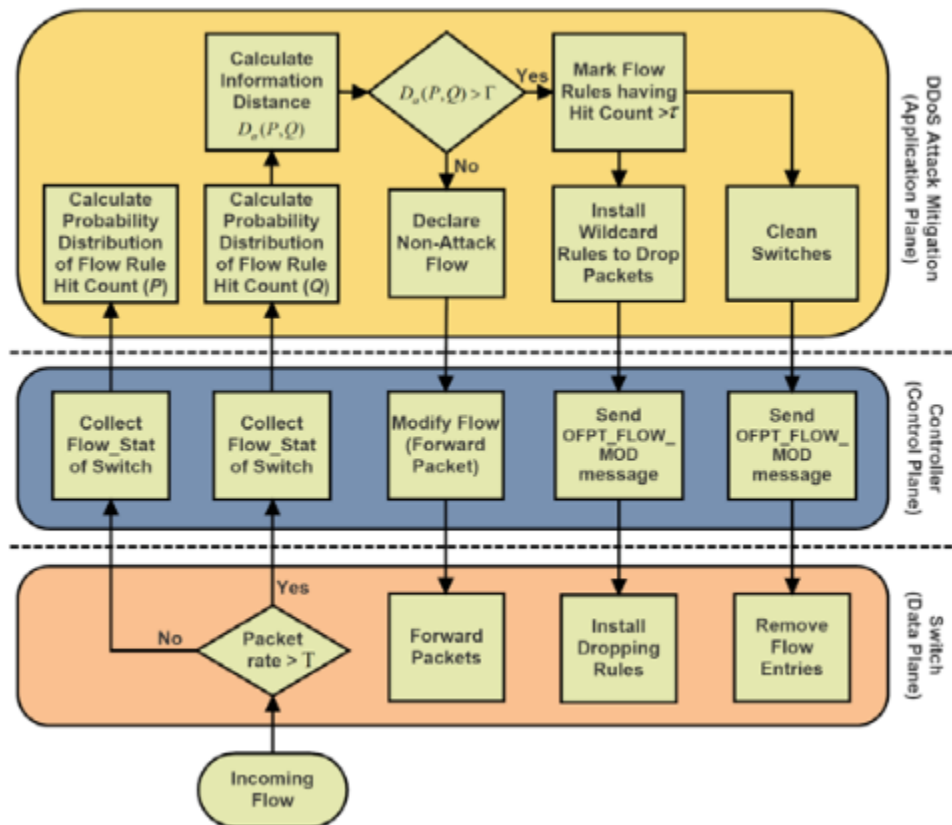 Calculate
Information
Distance
D_α(P,Q)
D_α(P,Q) > Γ
Yes
No
Mark Flow
Rules having
Hit Count >τ
Calculate
Probability
Distribution
of Flow Rule
Hit Count (P)
Calculate
Probability
Distribution
of Flow Rule
Hit Count (Q)
Declare
Non-Attack
Flow
Install
Wildcard
Rules to Drop
Packets
Clean
Switches
DDoS Attack Mitigation
(Application Plane)
Collect
Flow_Stat
of Switch
Collect
Flow_Stat
of Switch
Modify Flow
(Forward
Packet)
Send
OFPT_FLOW_
MOD
message
Send
OFPT_FLOW_
MOD
message
Controller
(Control Plane)
No
Yes
Packet
rate > T
Forward
Packets
Install
Dropping
Rules
Remove
Flow
Entries
Switch
(Data Plane)
Incoming
Flow